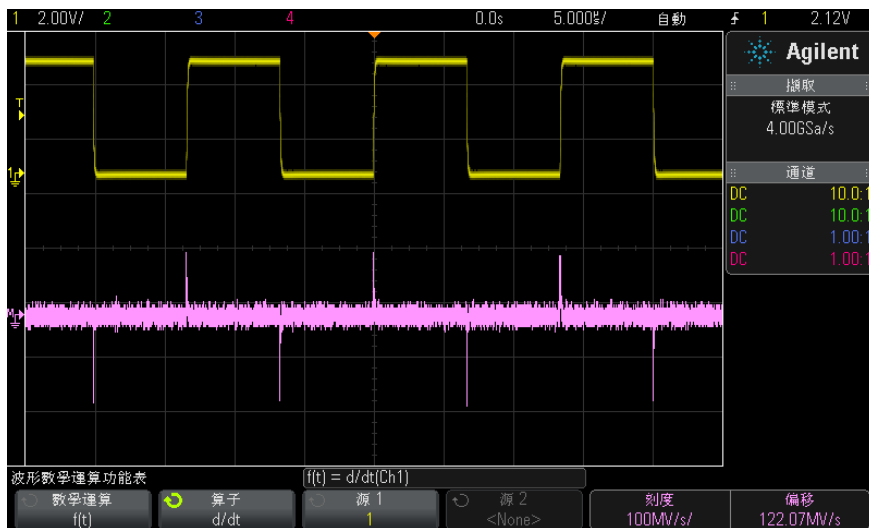 1 2.00V/ 2 3 4 0.0s 5.000㎲/ 自動 1 2.12V
Agilent
擷取
標準模式
4.00GSa/s
通道
DC 10.0:1
DC 10.0:1
DC 1.00:1
DC 1.00:1
T
1
M
波形數學運算功能表
f(t) = d/dt(Ch1)
數學運算
f(t)
算子
d/dt
源 1
1
源 2
<None>
刻度
100MV/s/
偏移
122.07MV/s